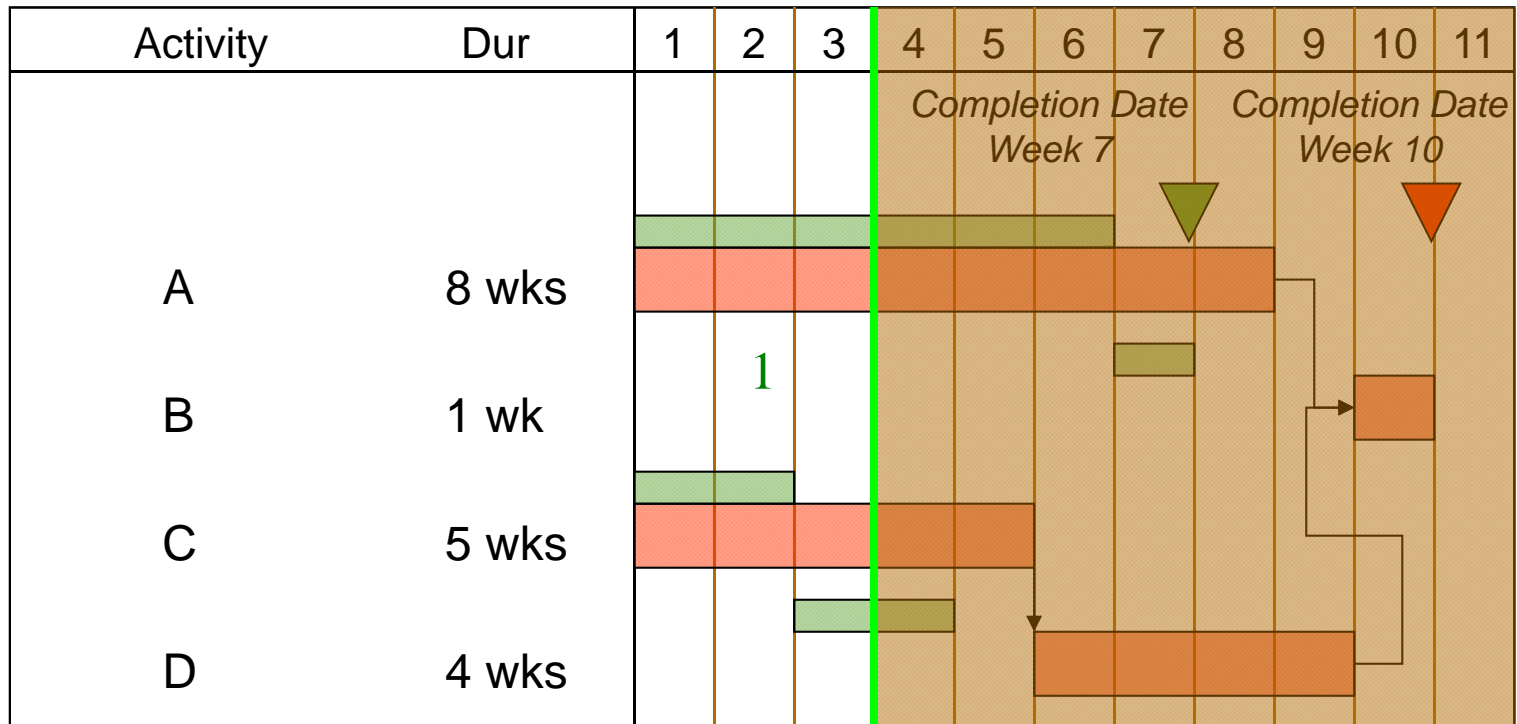 Activity Dur 1 2 3 4 5 6 7 8 9 10 11
Completion Date Completion Date
Week 7 Week 10
A 8 wks
1
B 1 wk
C 5 wks
D 4 wks